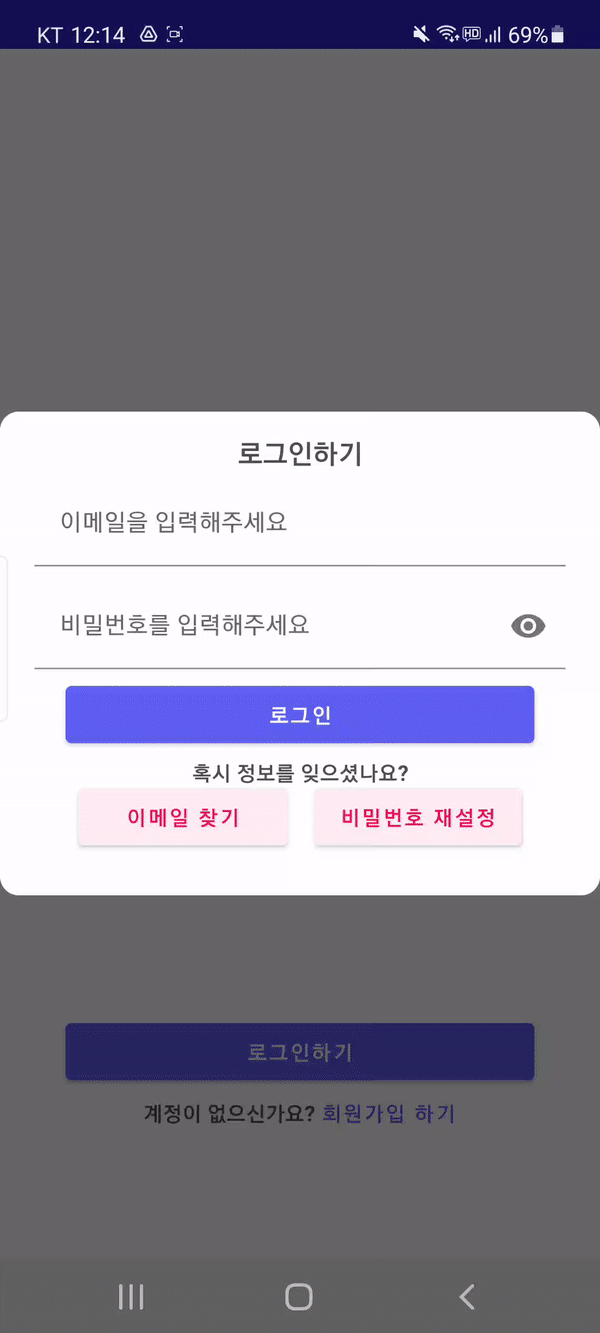 KT 12:14 HD 69%
로그인하기
이메일을 입력해주세요
비밀번호를 입력해주세요
로그인
혹시 정보를 잊으셨나요?
이메일 찾기 비밀번호 재설정
로그인하기
계정이 없으신가요? 회원가입 하기